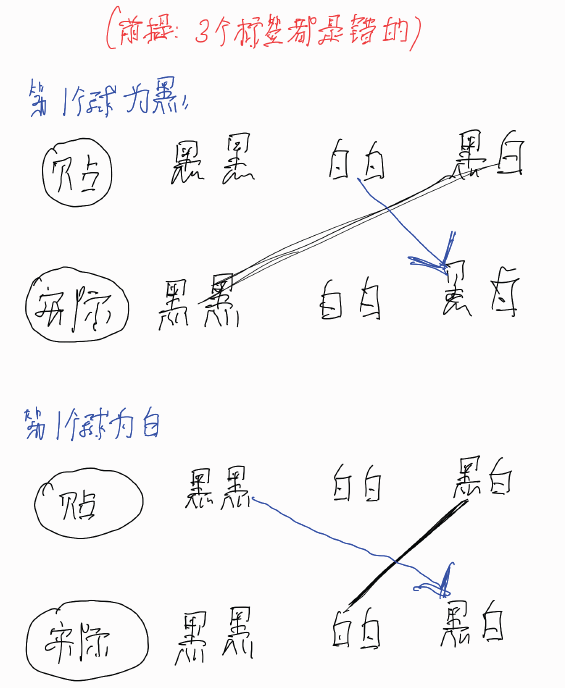 (前提: 3个标签都是错的)
第1个球为黑
贴 黑黑 白白 黑白
实际 黑黑 白白 黑白
第1个球为白
贴 黑黑 白白 黑白
实际 黑黑 白白 黑白